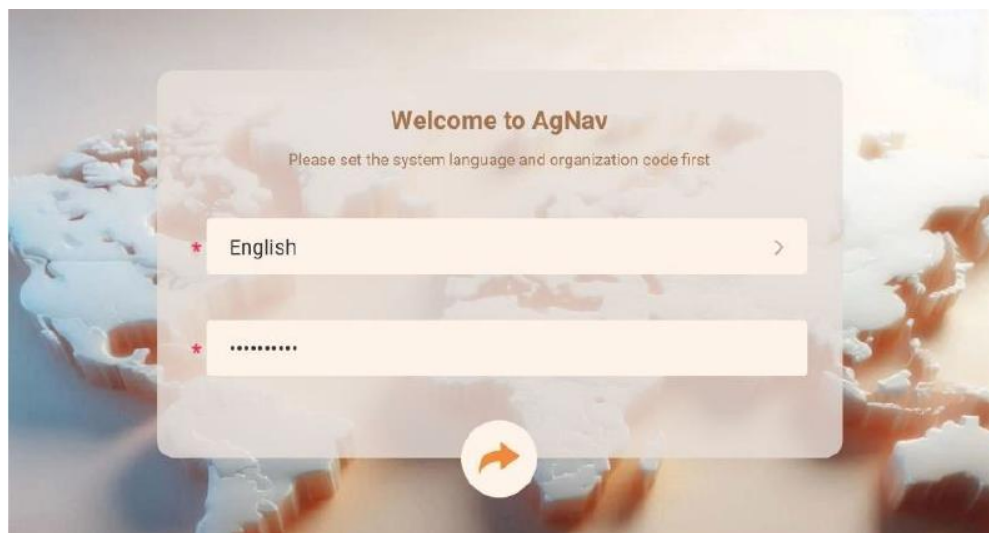 Welcome to AgNav
Please set the system language and organization code first
* English
* ••••••••••